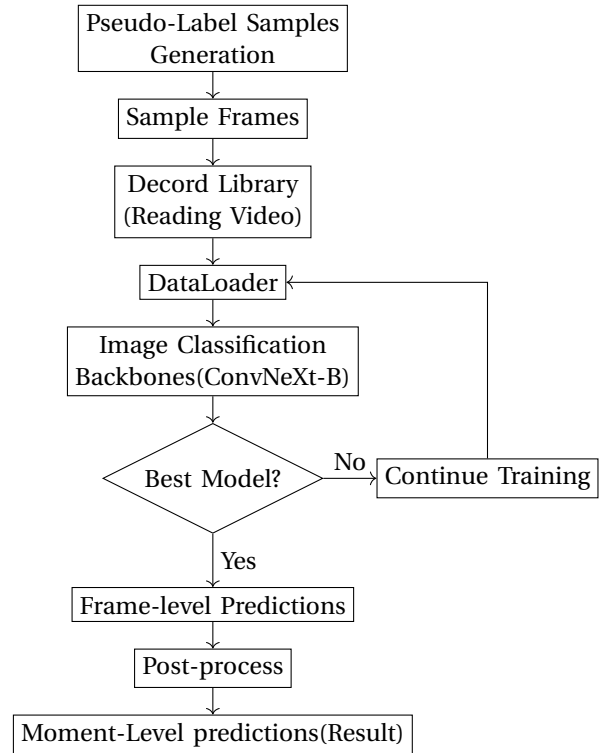 Pseudo-Label Samples
Generation
Sample Frames
Decord Library
(Reading Video)
DataLoader
Image Classification
Backbones(ConvNeXt-B)
Best Model?
No
Continue Training
Yes
Frame-level Predictions
Post-process
Moment-Level predictions(Result)